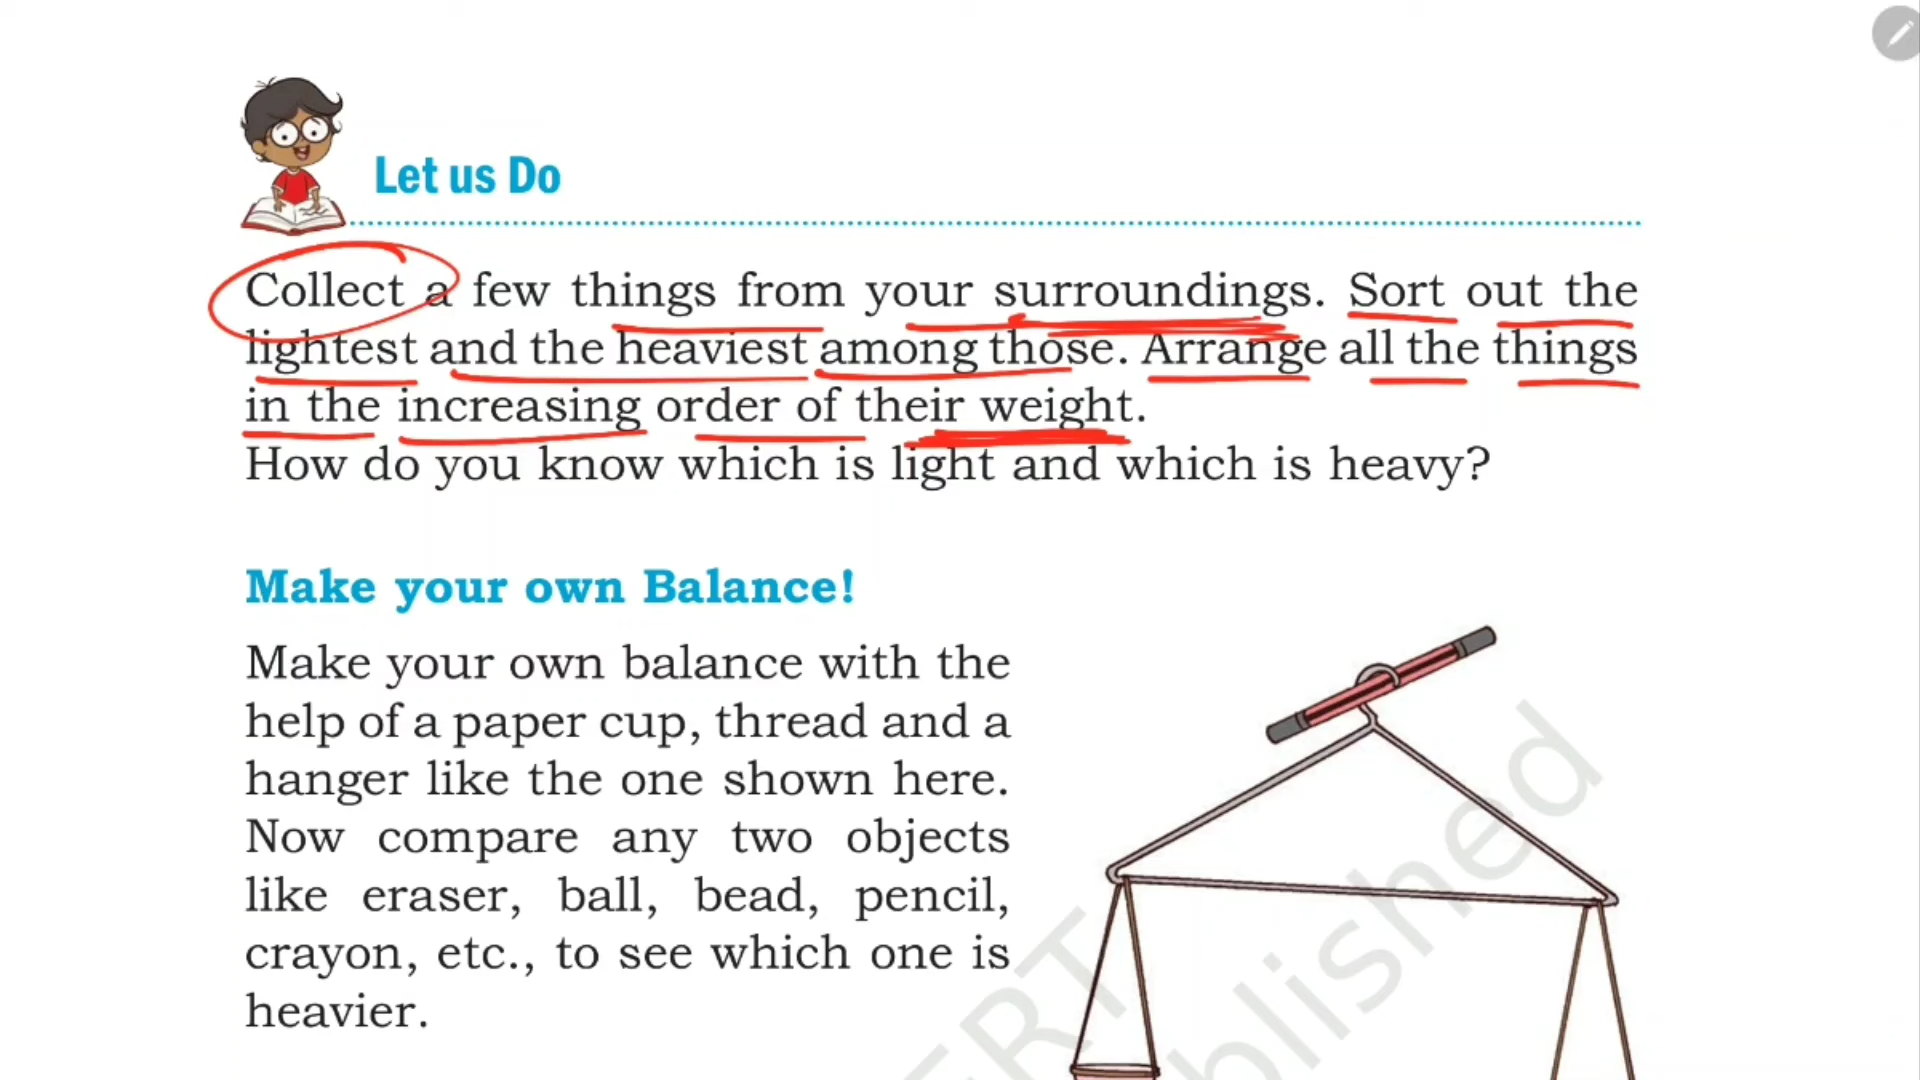 Let us Do
Collect a few things from your surroundings. Sort out the
lightest and the heaviest among those. Arrange all the things
in the increasing order of their weight.
How do you know which is light and which is heavy?
Make your own Balance!
Make your own balance with the
help of a paper cup, thread and a
hanger like the one shown here.
Now compare any two objects
like eraser, ball, bead, pencil,
crayon, etc., to see which one is
heavier.